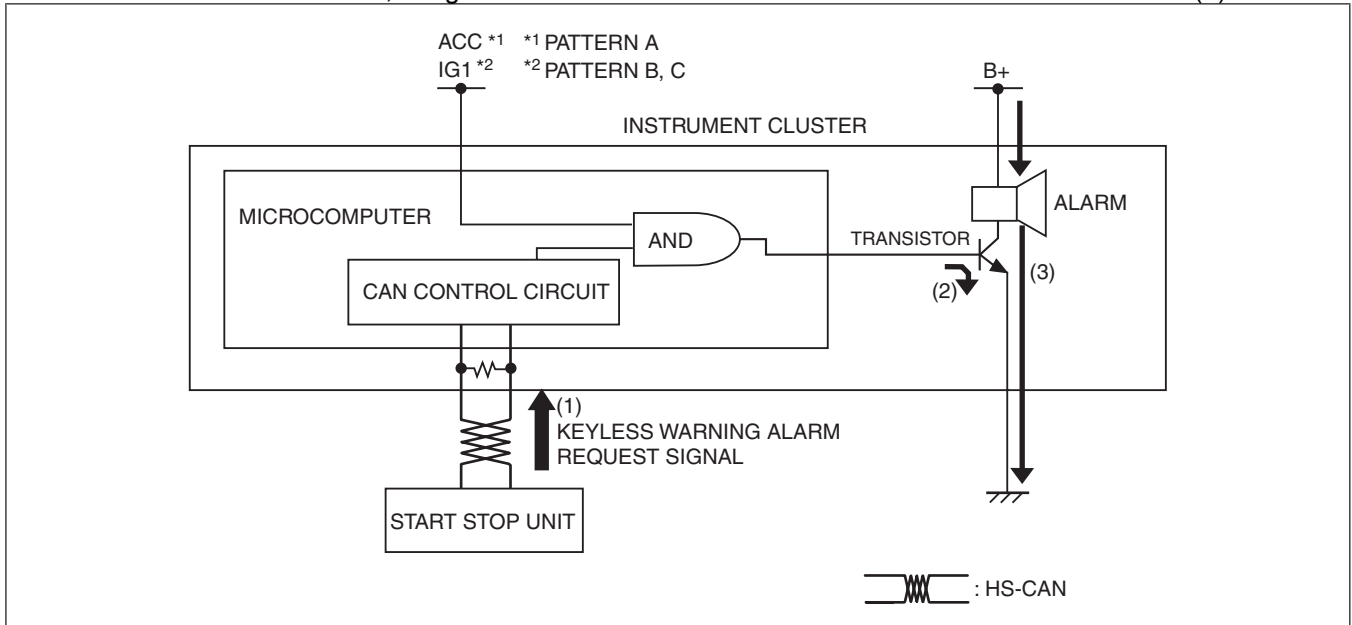 ACC *1 *1 PATTERN A
IG1 *2 *2 PATTERN B, C
B+
INSTRUMENT CLUSTER
MICROCOMPUTER
AND
TRANSISTOR
ALARM
CAN CONTROL CIRCUIT
(2)
(3)
(1)
KEYLESS WARNING ALARM
REQUEST SIGNAL
START STOP UNIT
: HS-CAN